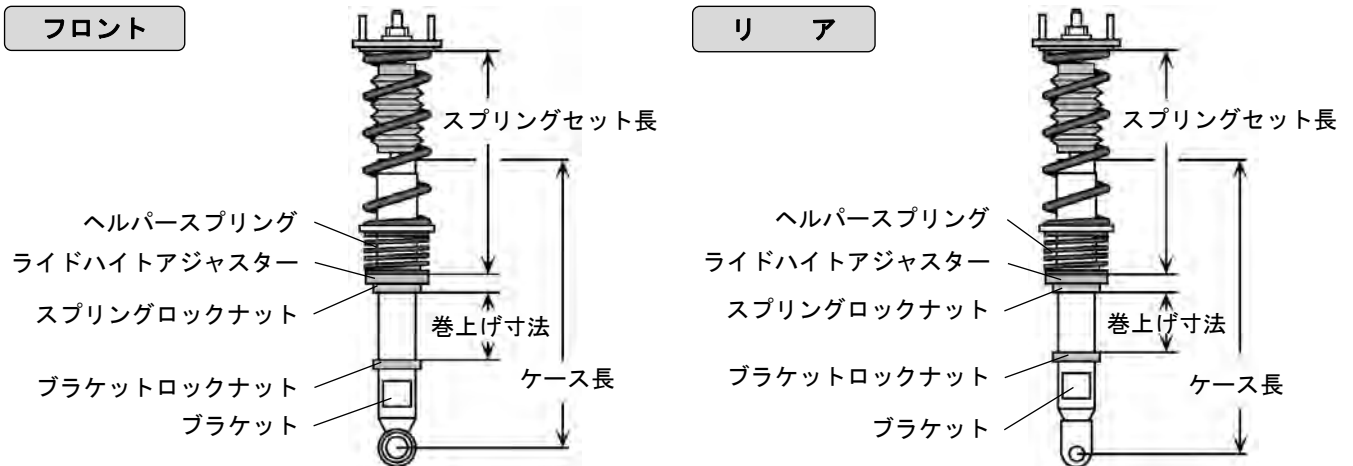 フロント
スプリングセット長
ヘルパースプリング
ライドハイトアジャスター
スプリングロックナット
巻上げ寸法
ブラケットロックナット
ケース長
ブラケット
リ ア
スプリングセット長
ヘルパースプリング
ライドハイトアジャスター
スプリングロックナット
巻上げ寸法
ブラケットロックナット
ケース長
ブラケット